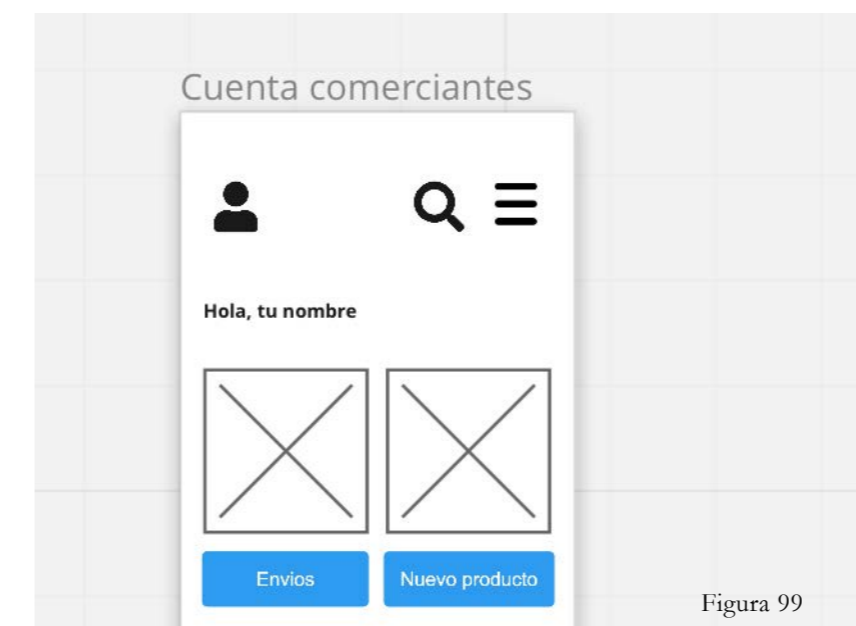 Cuenta comerciantes
Hola, tu nombre
Envios
Nuevo producto
Figura 99